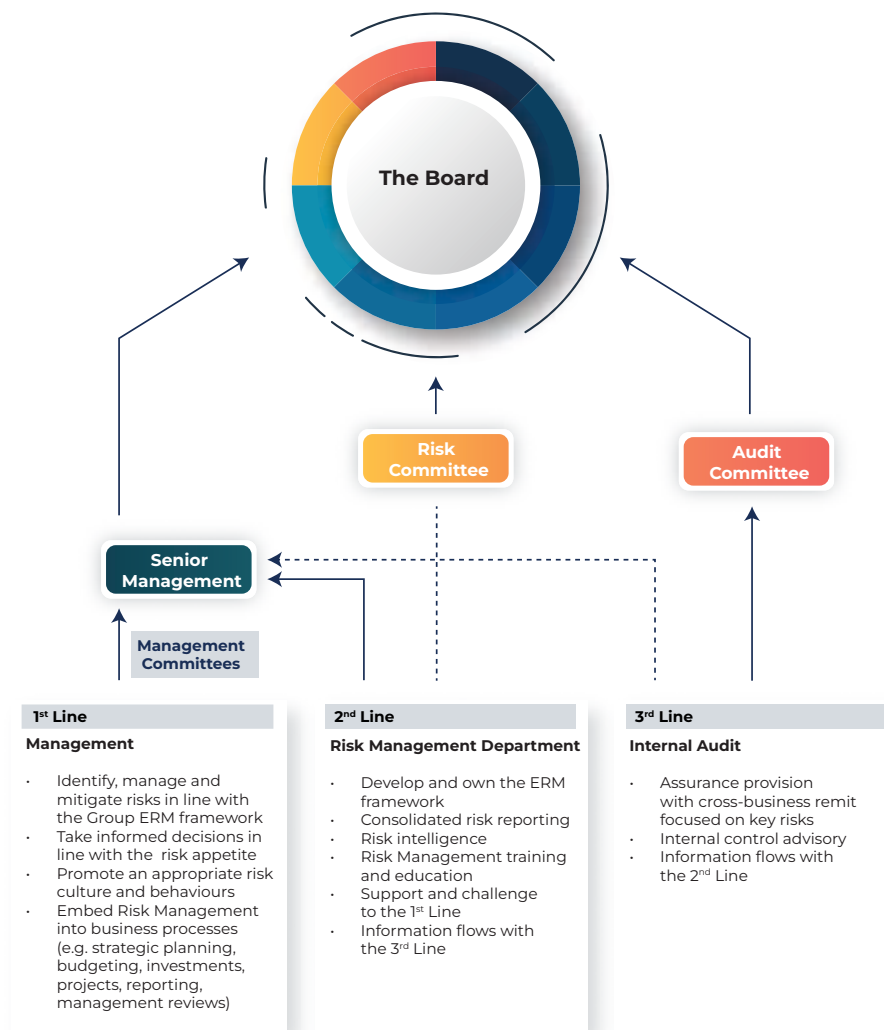 The Board
Risk
Committee
Audit
Committee
Senior
Management
Management
Committees
1st Line
Management
• Identify, manage and
mitigate risks in line with
the Group ERM framework
• Take informed decisions in
line with the risk appetite
• Promote an appropriate risk
culture and behaviours
• Embed Risk Management
into business processes
(e.g. strategic planning,
budgeting, investments,
projects, reporting,
management reviews)
2nd Line
Risk Management Department
• Develop and own the ERM
framework
• Consolidated risk reporting
• Risk intelligence
• Risk Management training
and education
• Support and challenge
to the 1st Line
• Information flows with
the 3rd Line
3rd Line
Internal Audit
• Assurance provision
with cross-business remit
focused on key risks
• Internal control advisory
• Information flows with
the 2nd Line